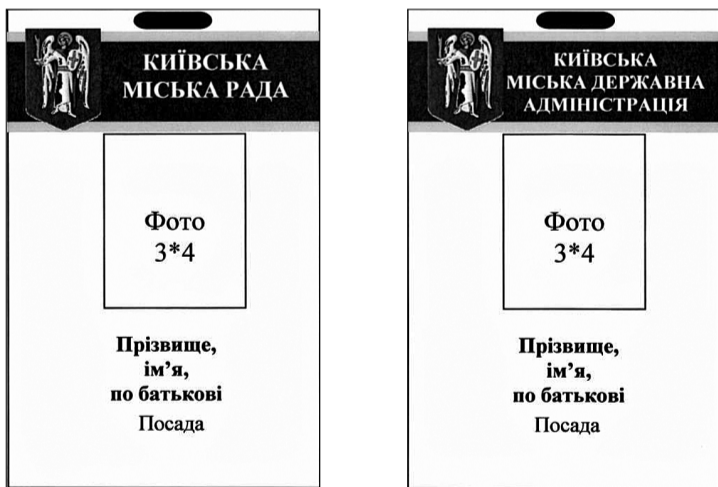 КИЇВСЬКА
МІСЬКА РАДА
Фото
3*4
Прізвище,
ім’я,
по батькові
Посада
КИЇВСЬКА
МІСЬКА ДЕРЖАВНА
АДМІНІСТРАЦІЯ
Фото
3*4
Прізвище,
ім’я,
по батькові
Посада